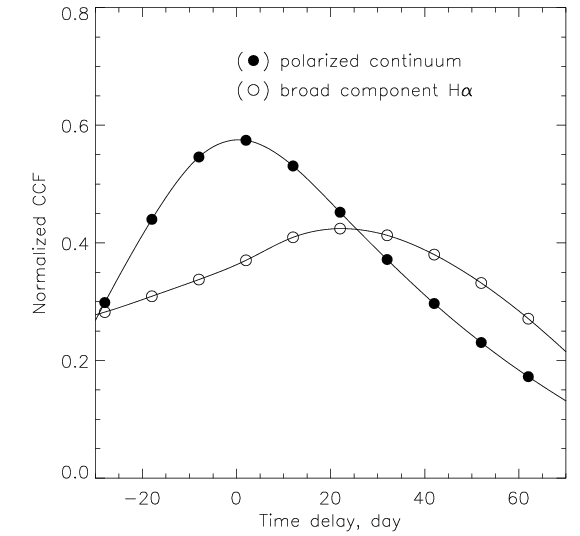 0.8
(●) polarized continuum
(○) broad component Hα
0.6
Normalized CCF
0.4
0.2
0.0
−20 0 20 40 60
Time delay, day